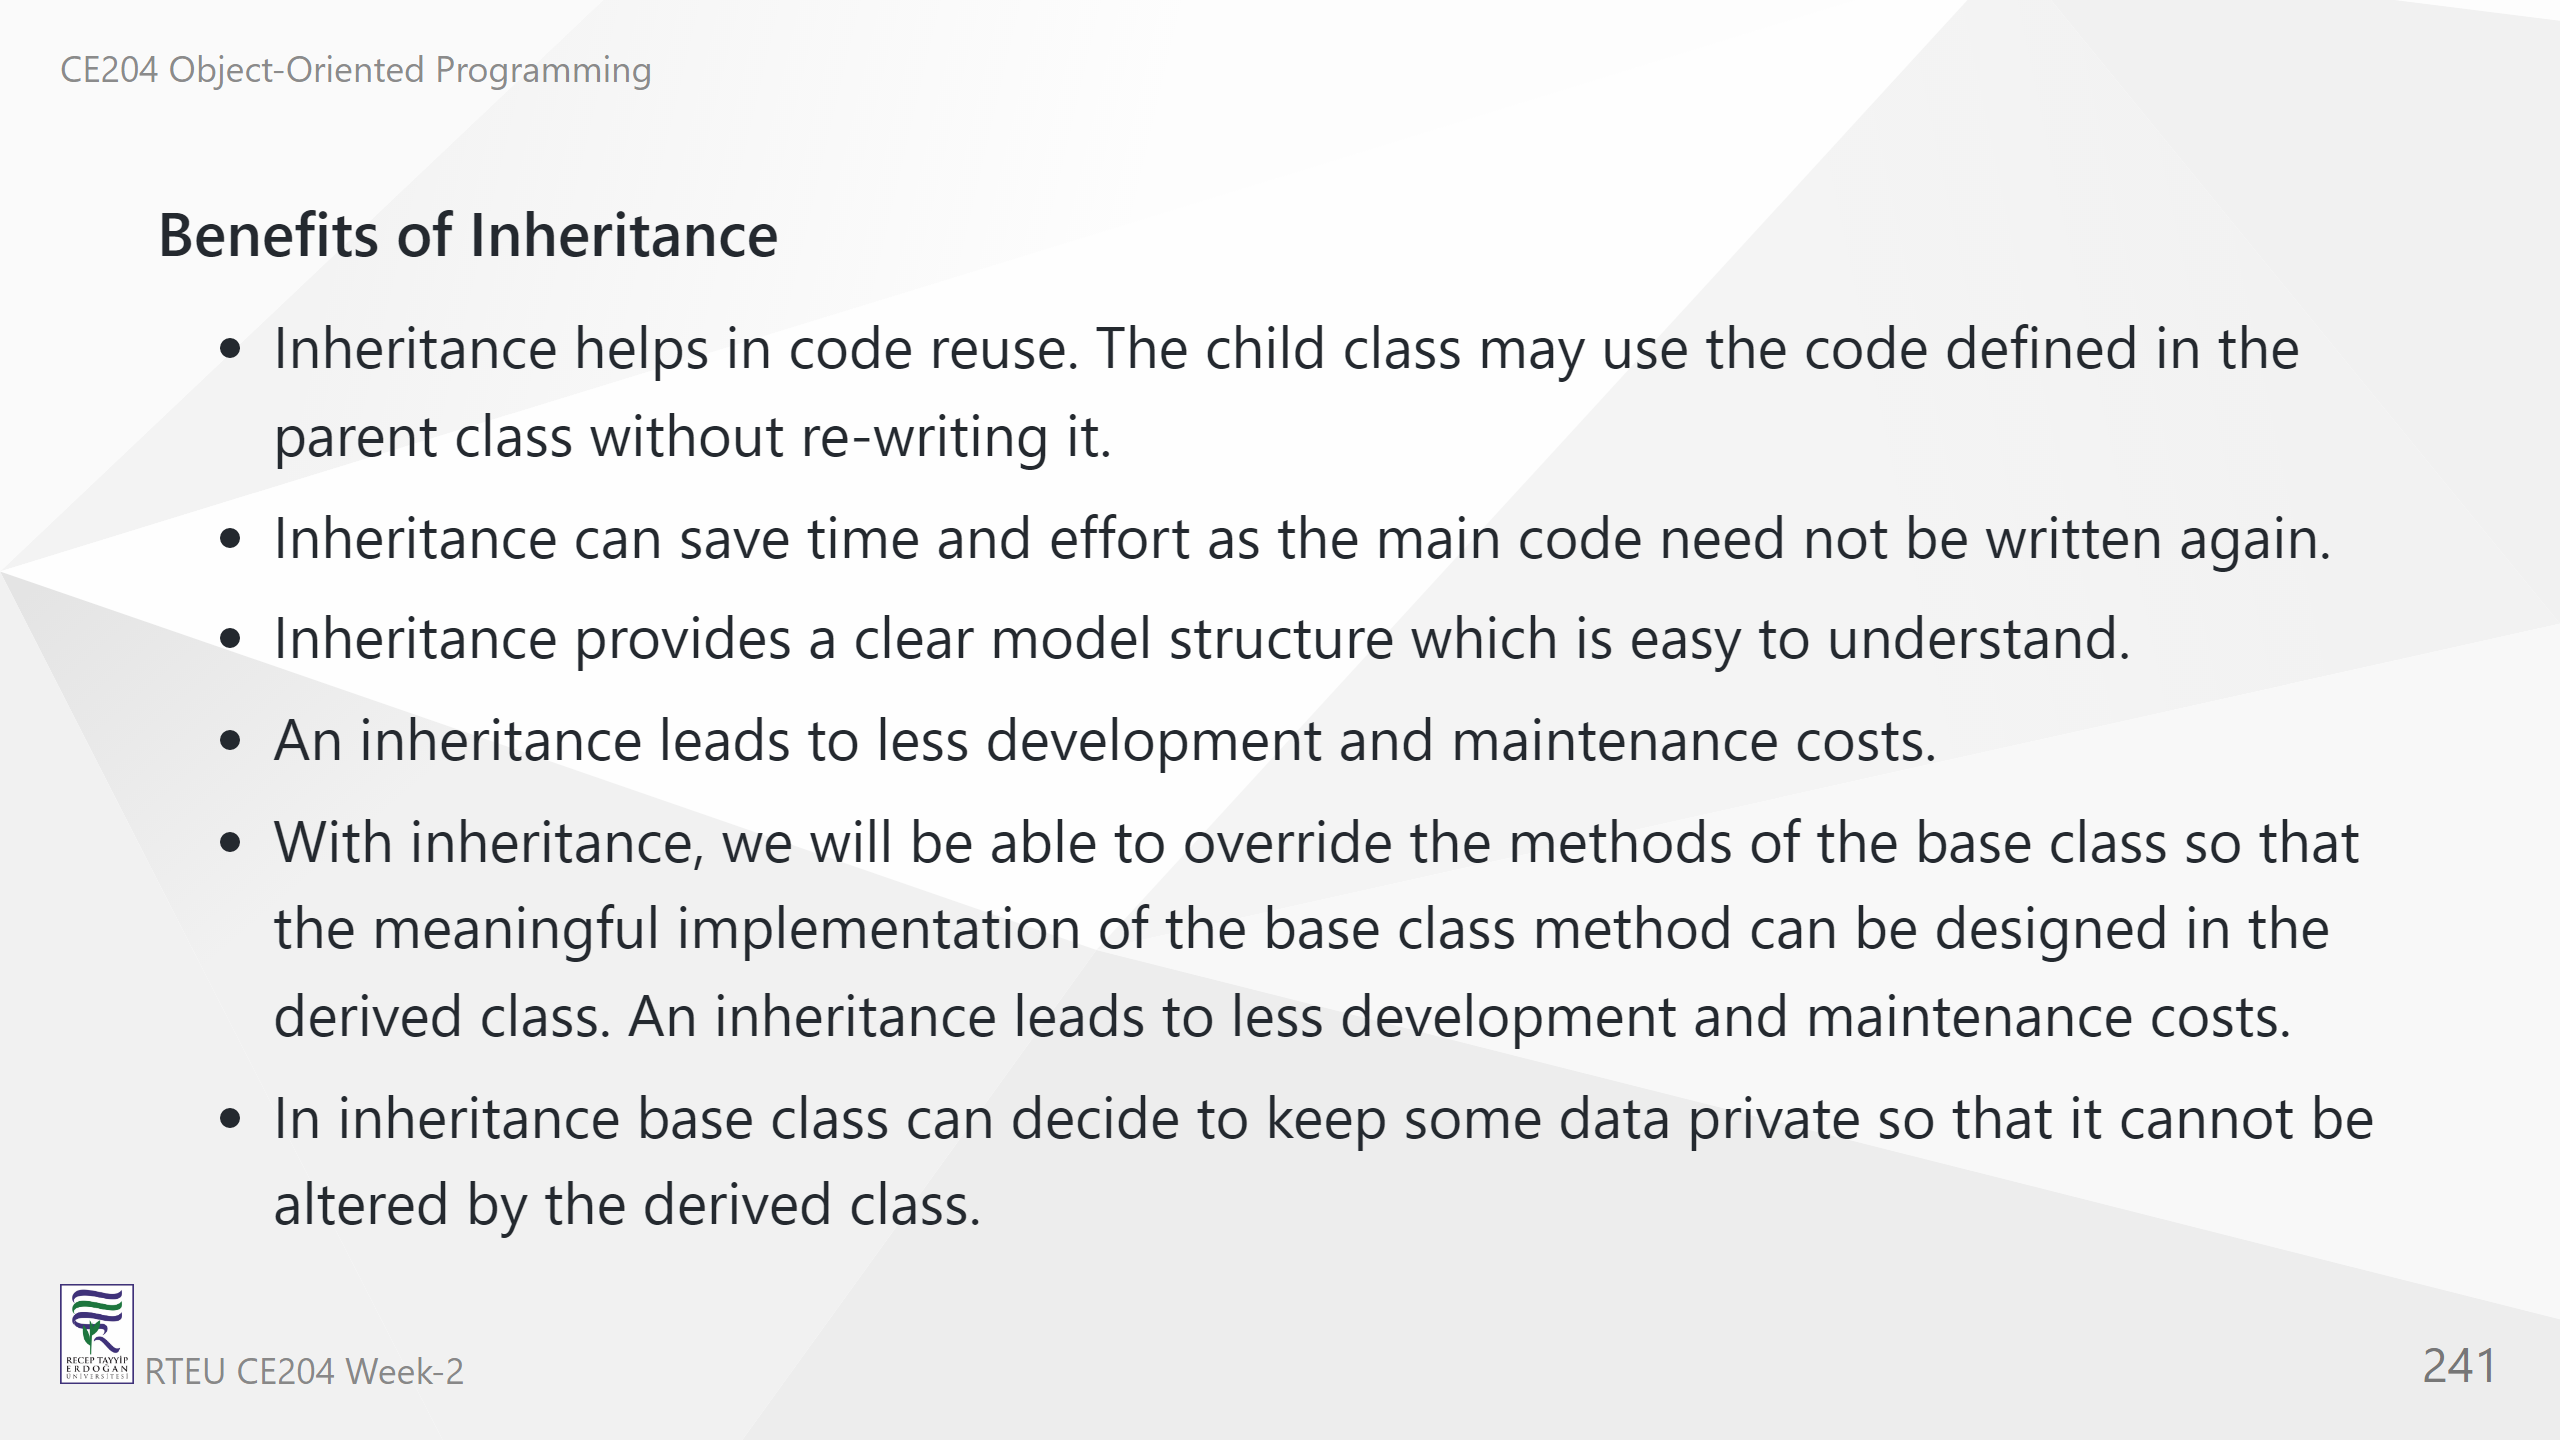 CE204 Object-Oriented Programming
Benefits of Inheritance
• Inheritance helps in code reuse. The child class may use the code defined in the
parent class without re-writing it.
• Inheritance can save time and effort as the main code need not be written again.
• Inheritance provides a clear model structure which is easy to understand.
• An inheritance leads to less development and maintenance costs.
• With inheritance, we will be able to override the methods of the base class so that
the meaningful implementation of the base class method can be designed in the
derived class. An inheritance leads to less development and maintenance costs.
• In inheritance base class can decide to keep some data private so that it cannot be
altered by the derived class.
RECEP TAYYİP
ERDOĞAN
ÜNİVERSİTESİ
RTEU CE204 Week-2
241